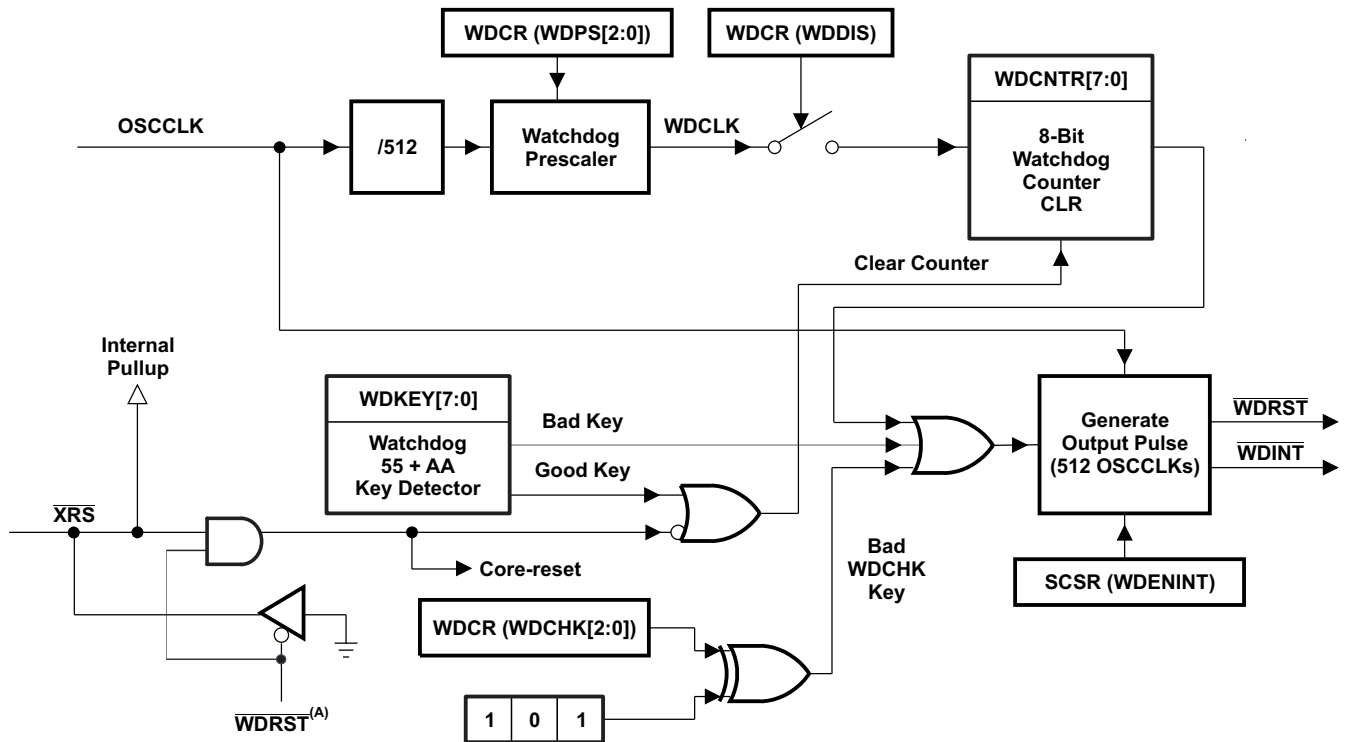 WDCR (WDPS[2:0])
WDCR (WDDIS)
WDCNTR[7:0]
OSCCLK
/512
Watchdog
Prescaler
WDCLK
8-Bit
Watchdog
Counter
CLR
Clear Counter
Internal
Pullup
WDKEY[7:0]
Watchdog
55 + AA
Key Detector
Bad Key
Good Key
Generate
Output Pulse
(512 OSCCLKs)
WDRST
WDINT
XRS
Core-reset
Bad
WDCHK
Key
SCSR (WDENINT)
WDCR (WDCHK[2:0])
WDRST(A)
1 0 1